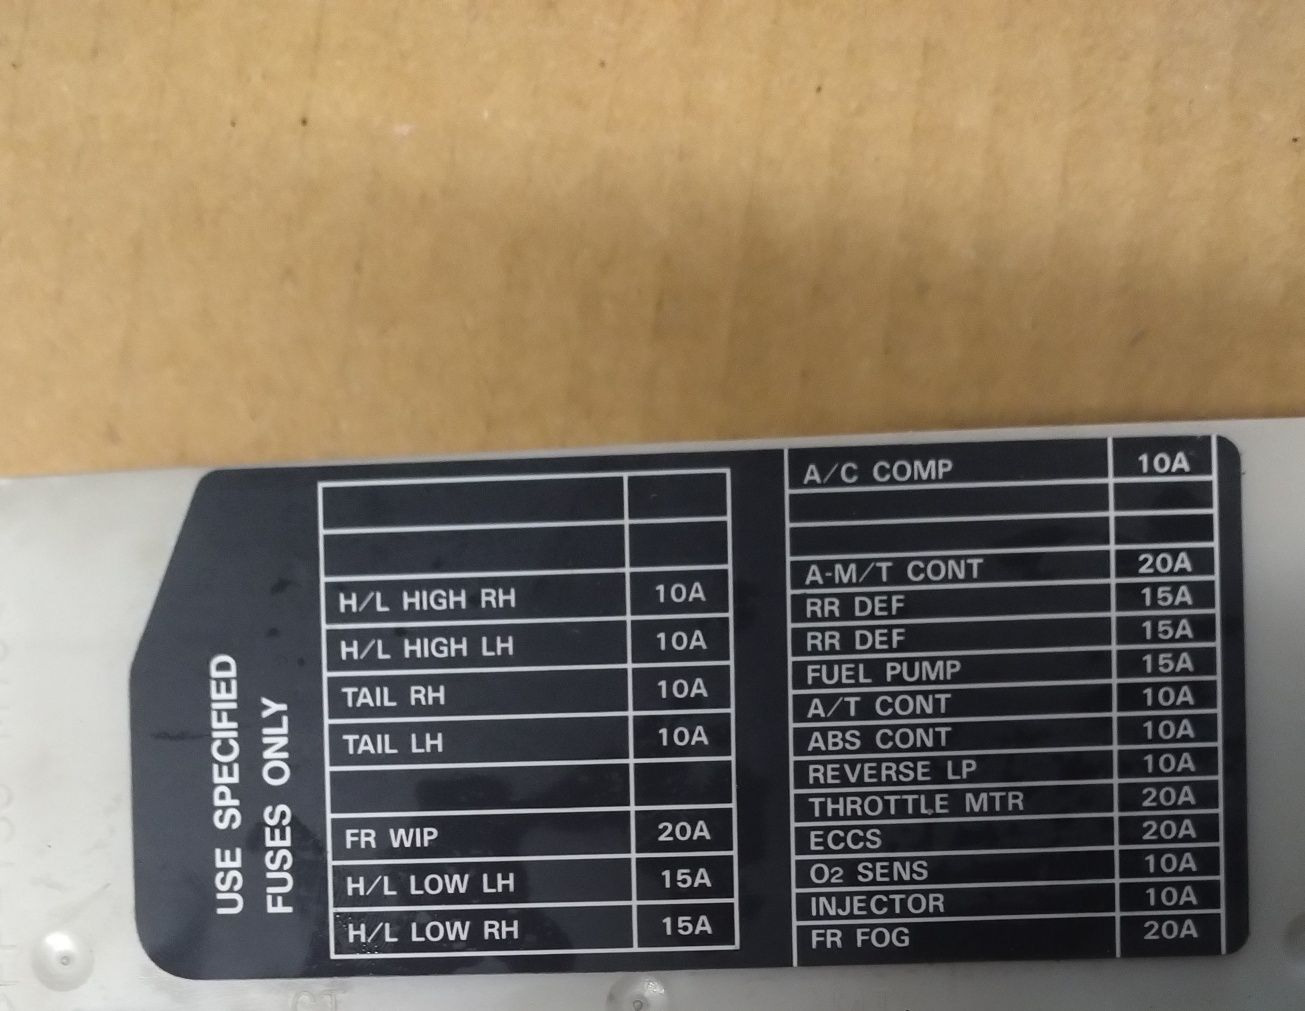 USE SPECIFIED
FUSES ONLY
H/L HIGH RH 10A
H/L HIGH LH 10A
TAIL RH 10A
TAIL LH 10A
FR WIP 20A
H/L LOW LH 15A
H/L LOW RH 15A
A/C COMP 10A
A-M/T CONT 20A
RR DEF 15A
RR DEF 15A
FUEL PUMP 15A
A/T CONT 10A
ABS CONT 10A
REVERSE LP 10A
THROTTLE MTR 20A
ECCS 20A
O2 SENS 10A
INJECTOR 10A
FR FOG 20A